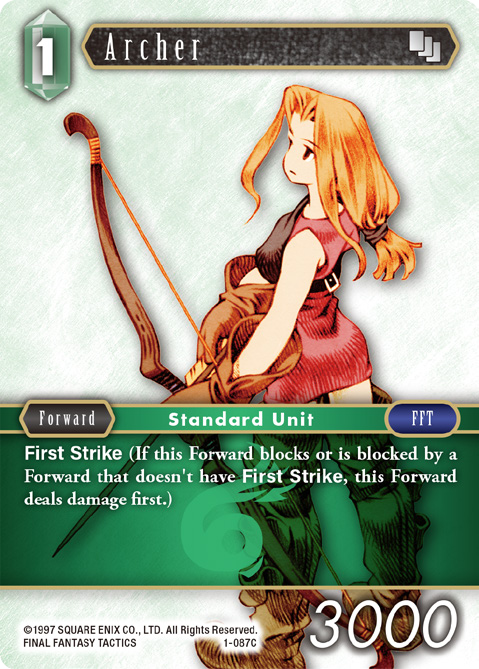 1
Archer
Forward
Standard Unit
FFT
First Strike (If this Forward blocks or is blocked by a
Forward that doesn't have First Strike, this Forward
deals damage first.)
6
©1997 SQUARE ENIX CO., LTD. All Rights Reserved.
FINAL FANTASY TACTICS
1-087C
3000